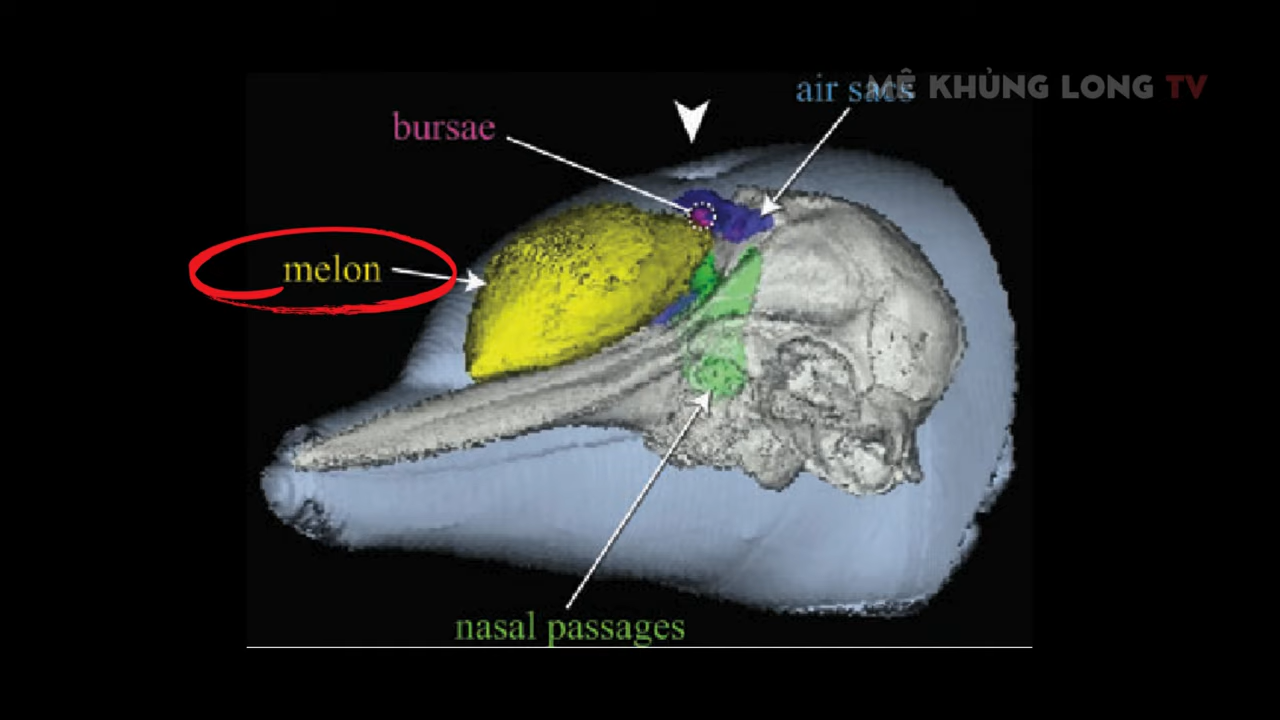 MÊ KHỦNG LONG TV
air sacs
bursae
melon
nasal passages